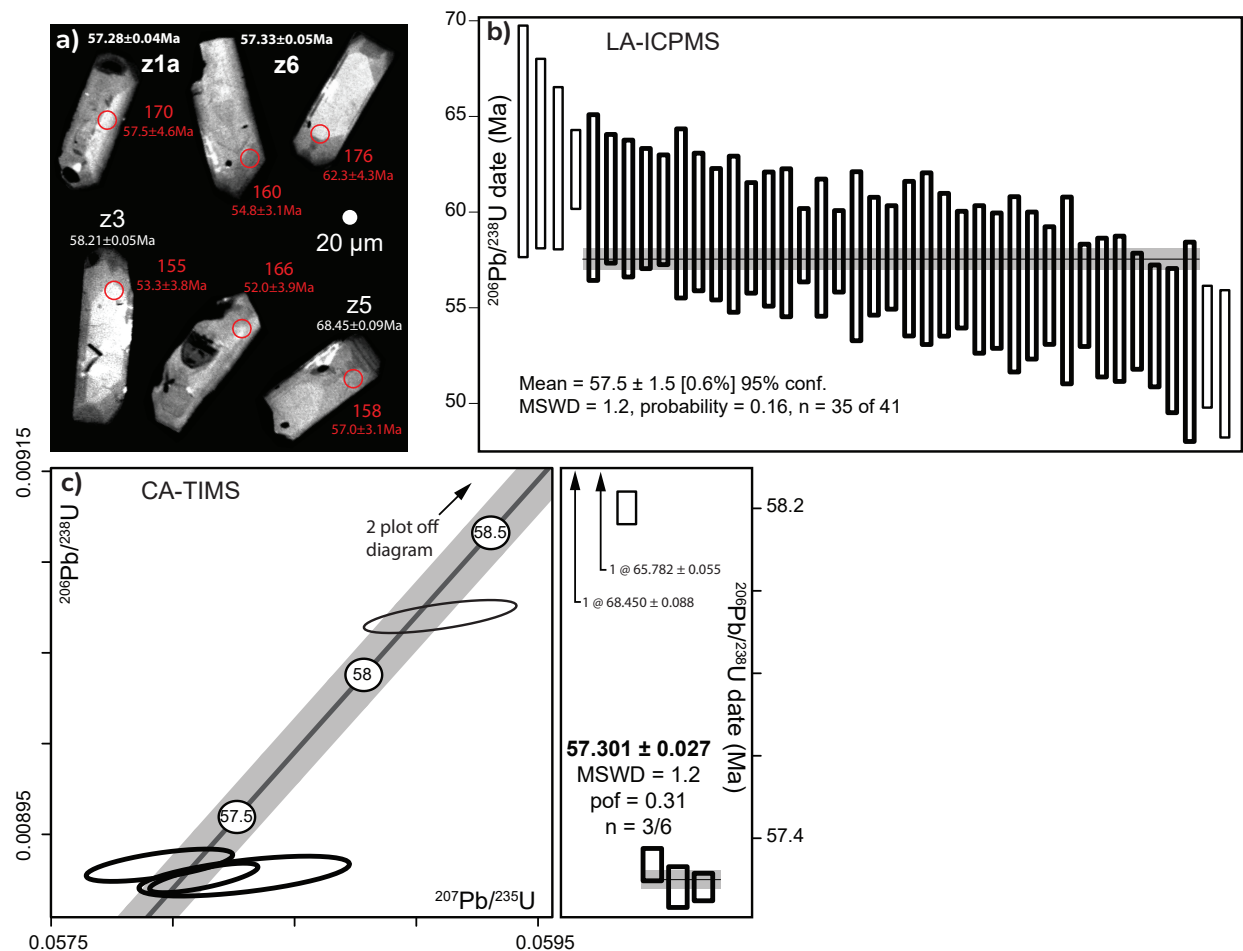 a)
57.28±0.04Ma
57.33±0.05Ma
z1a
z6
170
57.5±4.6Ma
176
62.3±4.3Ma
160
54.8±3.1Ma
z3
58.21±0.05Ma
20 µm
155
53.3±3.8Ma
166
52.0±3.9Ma
z5
68.45±0.09Ma
158
57.0±3.1Ma
b)
LA-ICPMS
70
65
60
55
50
²⁰⁶Pb/²³⁸U date (Ma)
Mean = 57.5 ± 1.5 [0.6%] 95% conf.
MSWD = 1.2, probability = 0.16, n = 35 of 41
c)
CA-TIMS
0.00915
0.00895
²⁰⁶Pb/²³⁸U
2 plot off
diagram
58.5
58
57.5
²⁰⁷Pb/²³⁵U
0.0575
0.0595
58.2
57.4
1 @ 65.782 ± 0.055
1 @ 68.450 ± 0.088
²⁰⁶Pb/²³⁸U date (Ma)
57.301 ± 0.027
MSWD = 1.2
pof = 0.31
n = 3/6